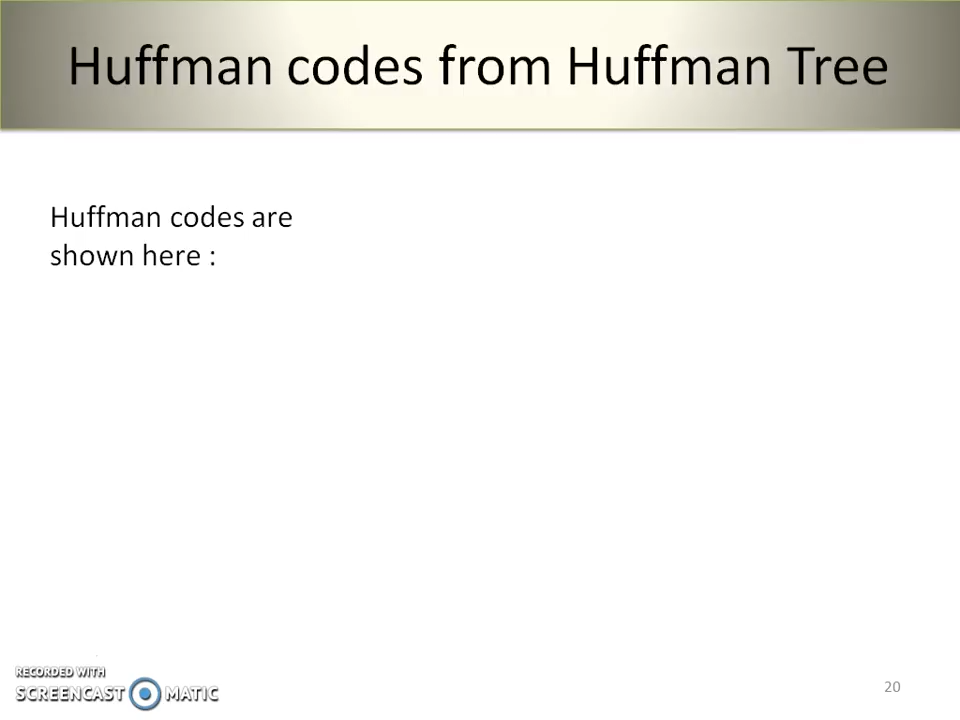 Huffman codes from Huffman Tree
Huffman codes are
shown here :
RECORDED WITH
SCREENCAST MATIC
20